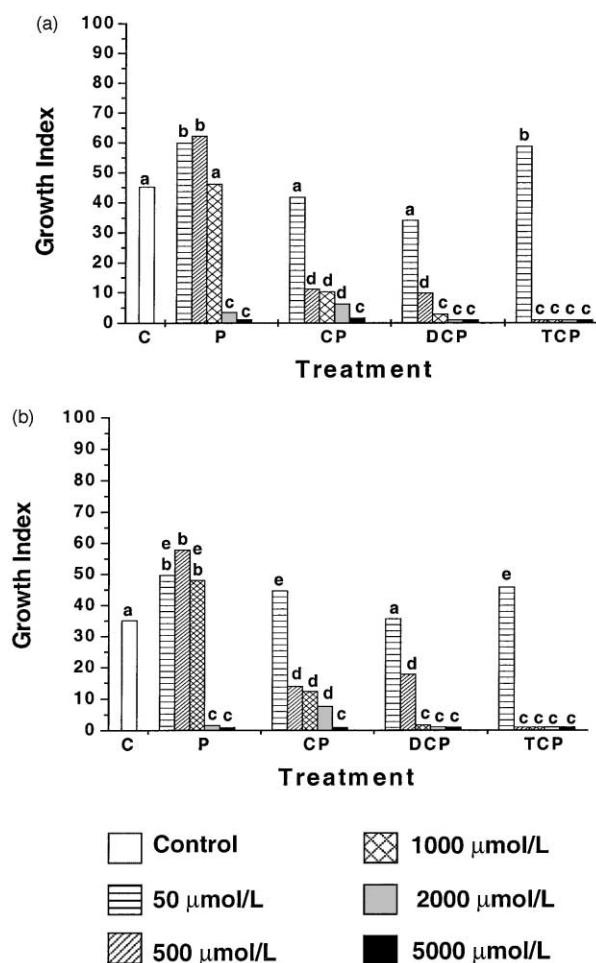 (a)
100
90
80
70
60
50
40
30
20
10
0
Growth Index
a
b b a c c
a d d d c
a d c c c
b c c c c
C P CP DCP TCP
Treatment
(b)
100
90
80
70
60
50
40
30
20
10
0
Growth Index
a
e e
b b b c c
e d d d c
a d c c c
e c c c c
C P CP DCP TCP
Treatment
Control
1000 μmol/L
50 μmol/L
2000 μmol/L
500 μmol/L
5000 μmol/L